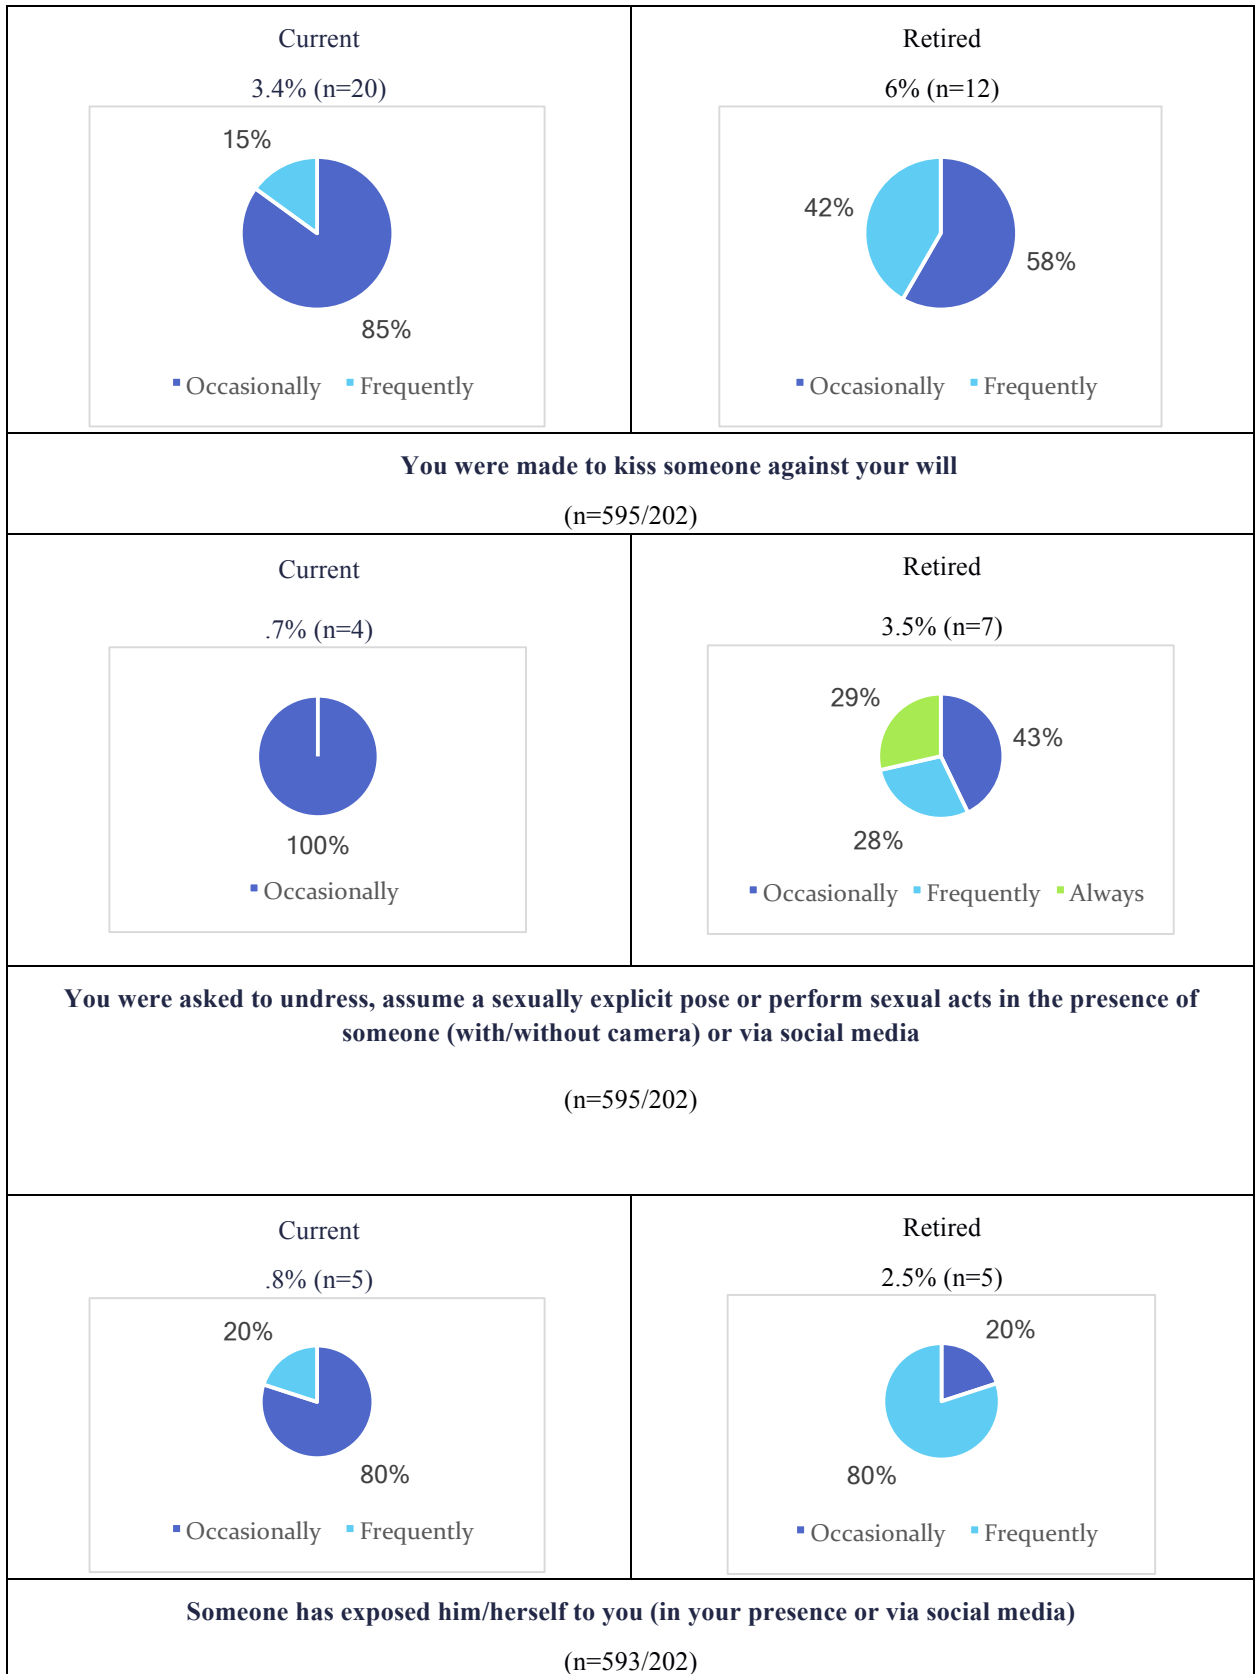 Current
3.4% (n=20)
15%
85%
Occasionally Frequently
Retired
6% (n=12)
42%
58%
Occasionally Frequently
You were made to kiss someone against your will
(n=595/202)
Current
.7% (n=4)
100%
Occasionally
Retired
3.5% (n=7)
29%
43%
28%
Occasionally Frequently Always
You were asked to undress, assume a sexually explicit pose or perform sexual acts in the presence of
someone (with/without camera) or via social media
(n=595/202)
Current
.8% (n=5)
20%
80%
Occasionally Frequently
Retired
2.5% (n=5)
20%
80%
Occasionally Frequently
Someone has exposed him/herself to you (in your presence or via social media)
(n=593/202)